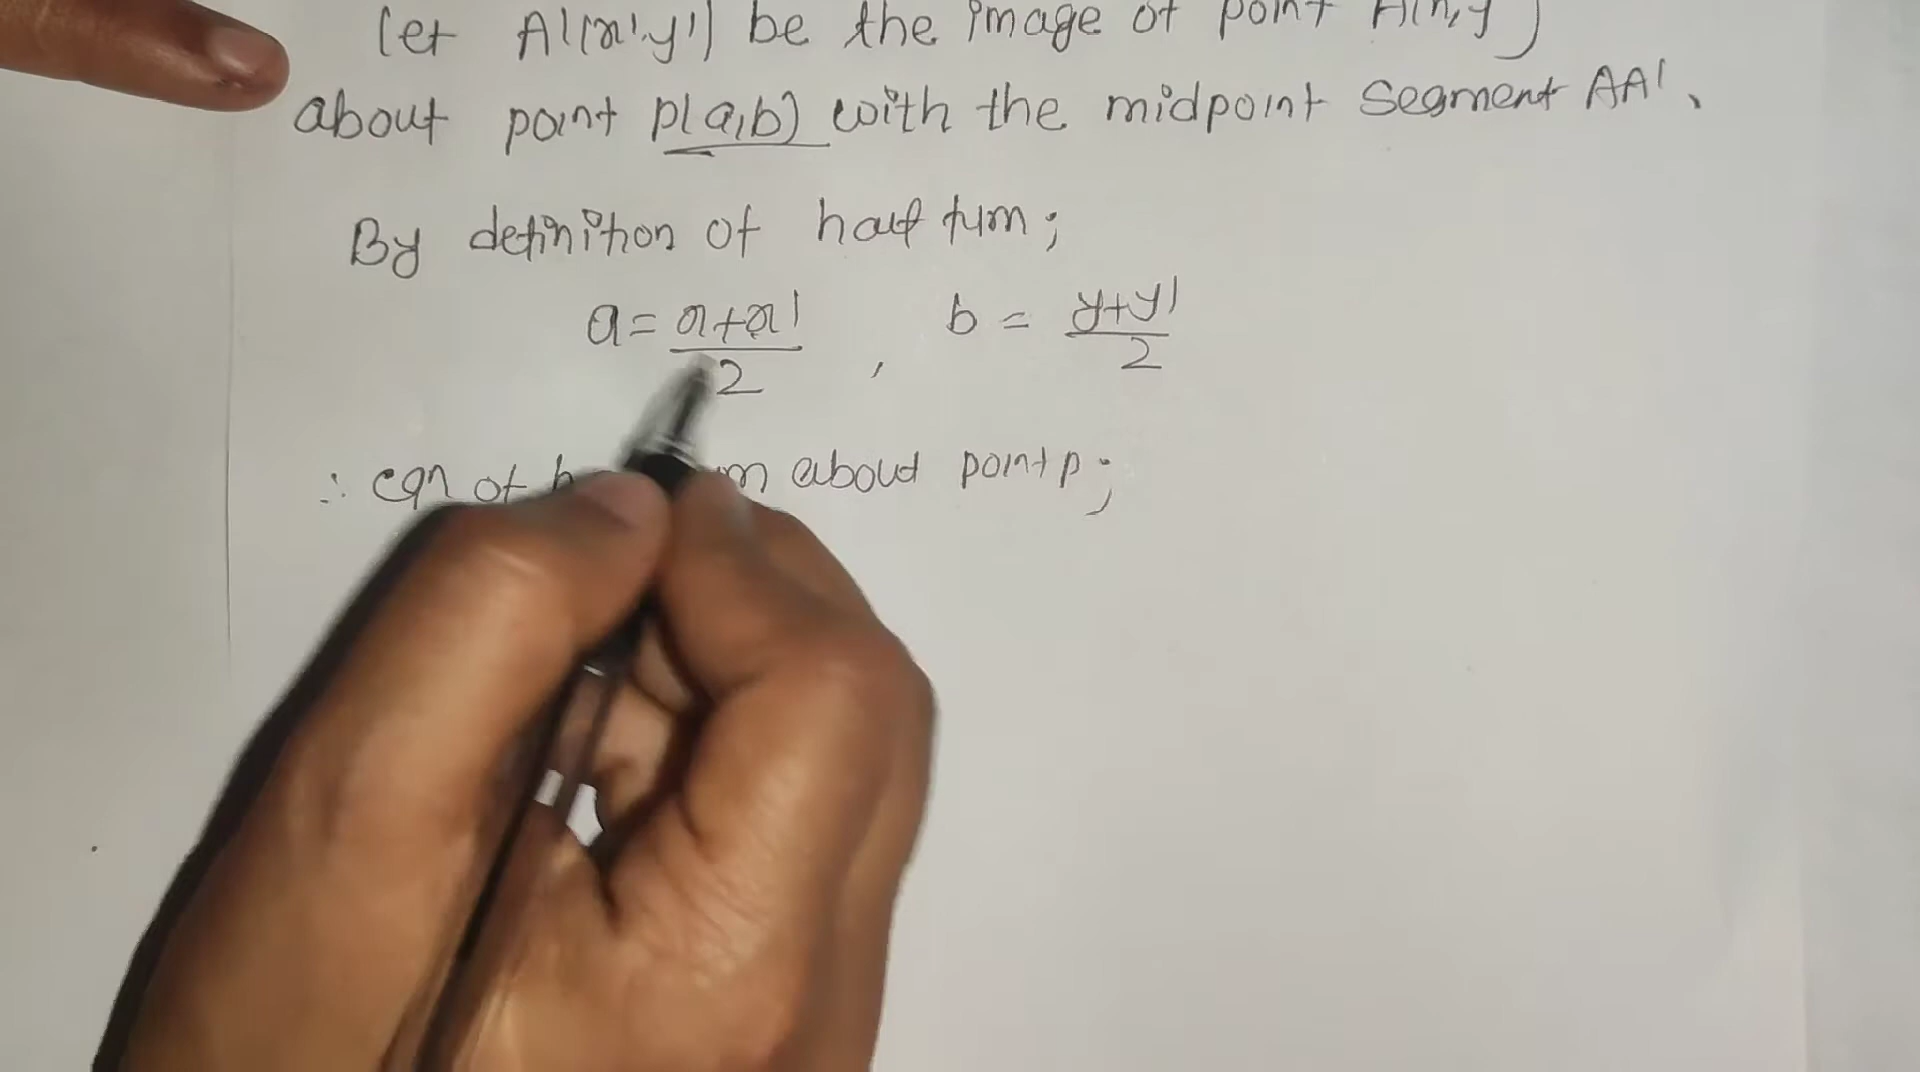 let A'(x',y') be the image of point A(x,y)
about point P(a,b) with the midpoint segment AA'.
By definition of half turn;
a = x+x'/2 , b = y+y'/2
∴ eqn of about point p;